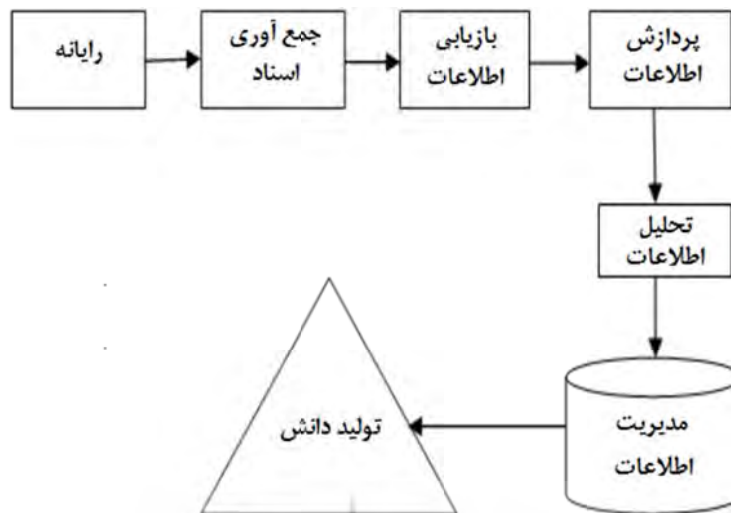 رایانه
جمع آوری
اسناد
بازیابی
اطلاعات
پردازش
اطلاعات
تحلیل
اطلاعات
مدیریت
اطلاعات
تولید دانش